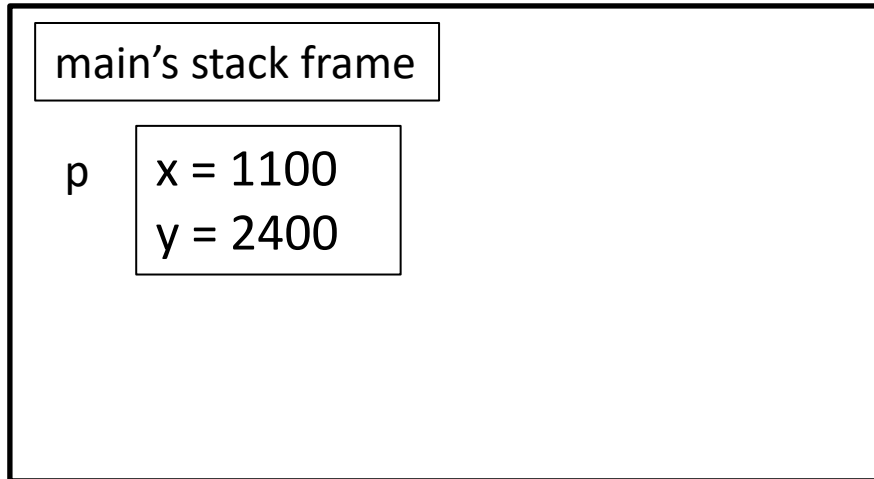 main’s stack frame
p
x = 1100
y = 2400